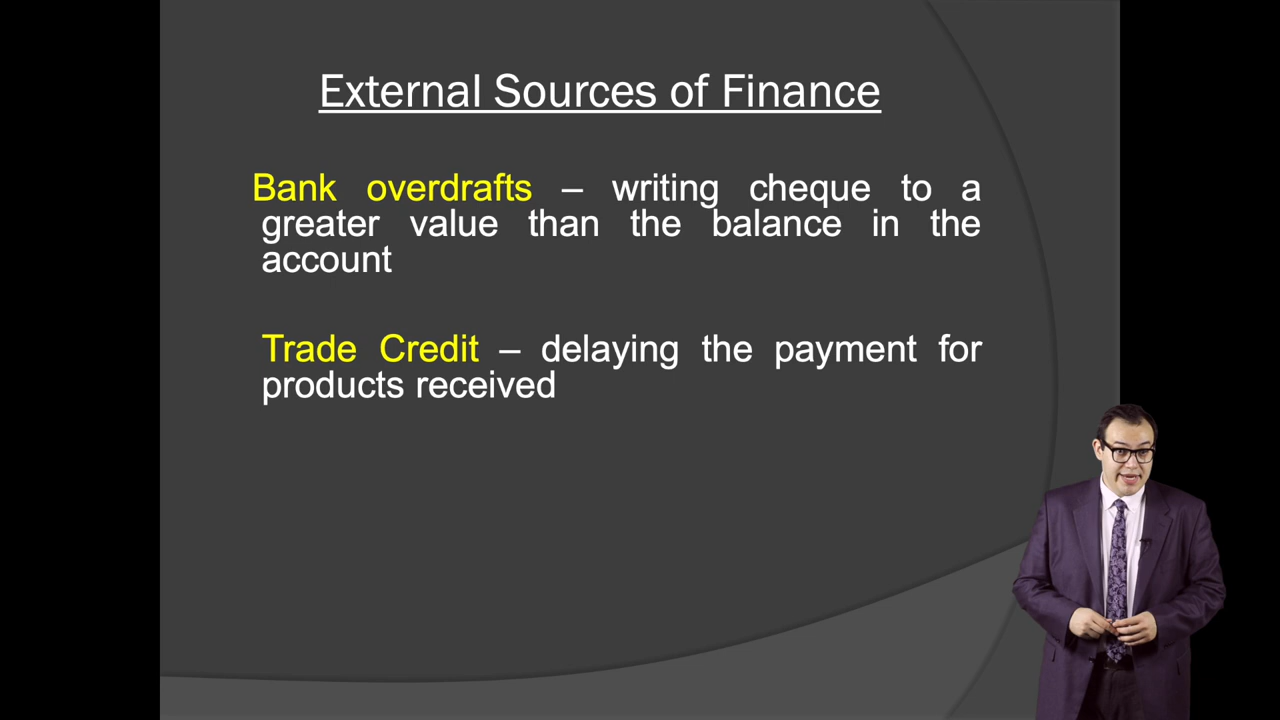 External Sources of Finance
Bank overdrafts – writing cheque to a
greater value than the balance in the
account
Trade Credit – delaying the payment for
products received